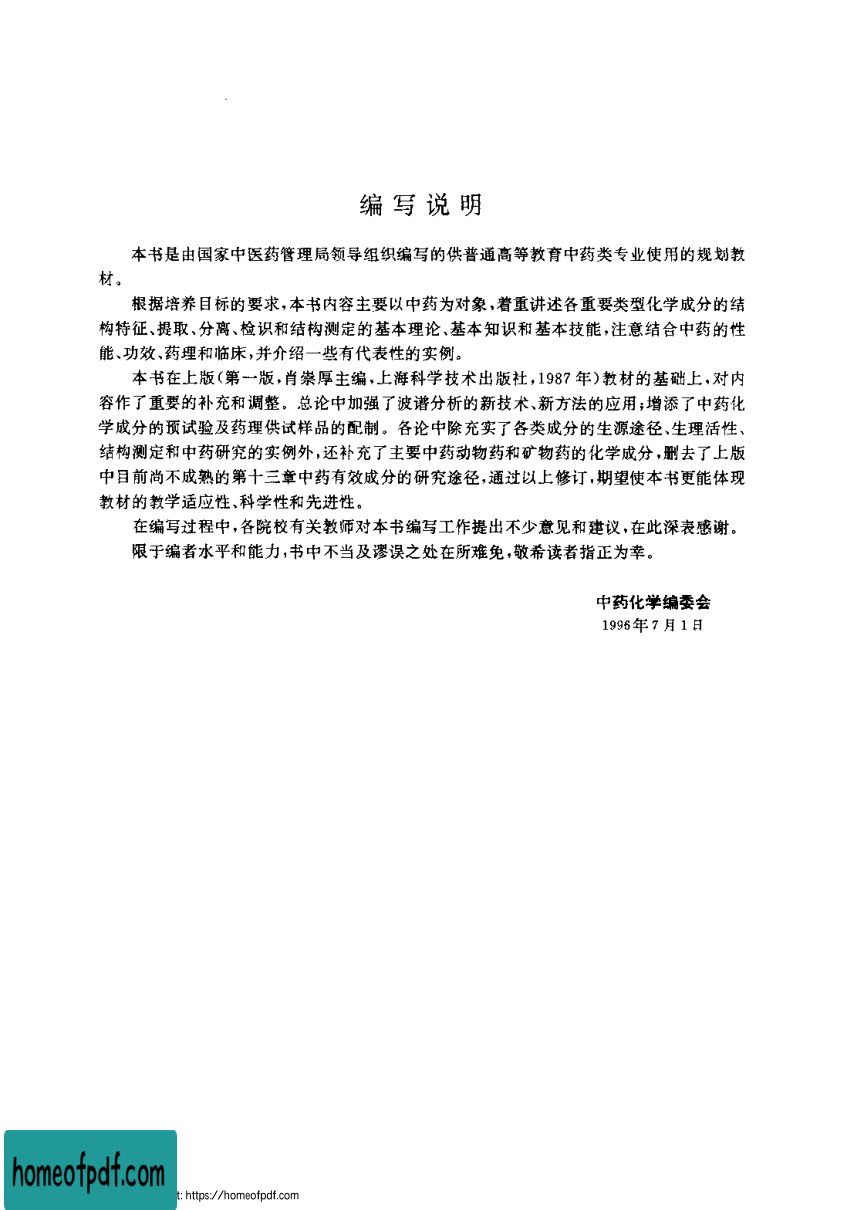 编写说明
本书是由国家中医药管理局领导组织编写的供普通高等教育中药类专业使用的规划教
材。
根据培养目标的要求,本书内容主要以中药为对象,着重讲述各重要类型化学成分的结
构特征、提取、分离、检识和结构测定的基本理论、基本知识和基本技能,注意结合中药的性
能、功效、药理和临床,并介绍一些有代表性的实例。
本书在上版(第一版,肖崇厚主编,上海科学技术出版社,1987年)教材的基础上,对内
容作了重要的补充和调整。总论中加强了波谱分析的新技术、新方法的应用;增添了中药化
学成分的预试验及药理供试样品的配制。各论中除充实了各类成分的生源途径、生理活性、
结构测定和中药研究的实例外,还补充了主要中药动物药和矿物药的化学成分,删去了上版
中目前尚不成熟的第十三章中药有效成分的研究途径,通过以上修订,期望使本书更能体现
教材的教学适应性、科学性和先进性。
在编写过程中,各院校有关教师对本书编写工作提出不少意见和建议,在此深表感谢。
限于编者水平和能力,书中不当及谬误之处在所难免,敬希读者指正为幸。
中药化学编委会
1996年7月1日
homeofpdf.com
t: https://homeofpdf.com